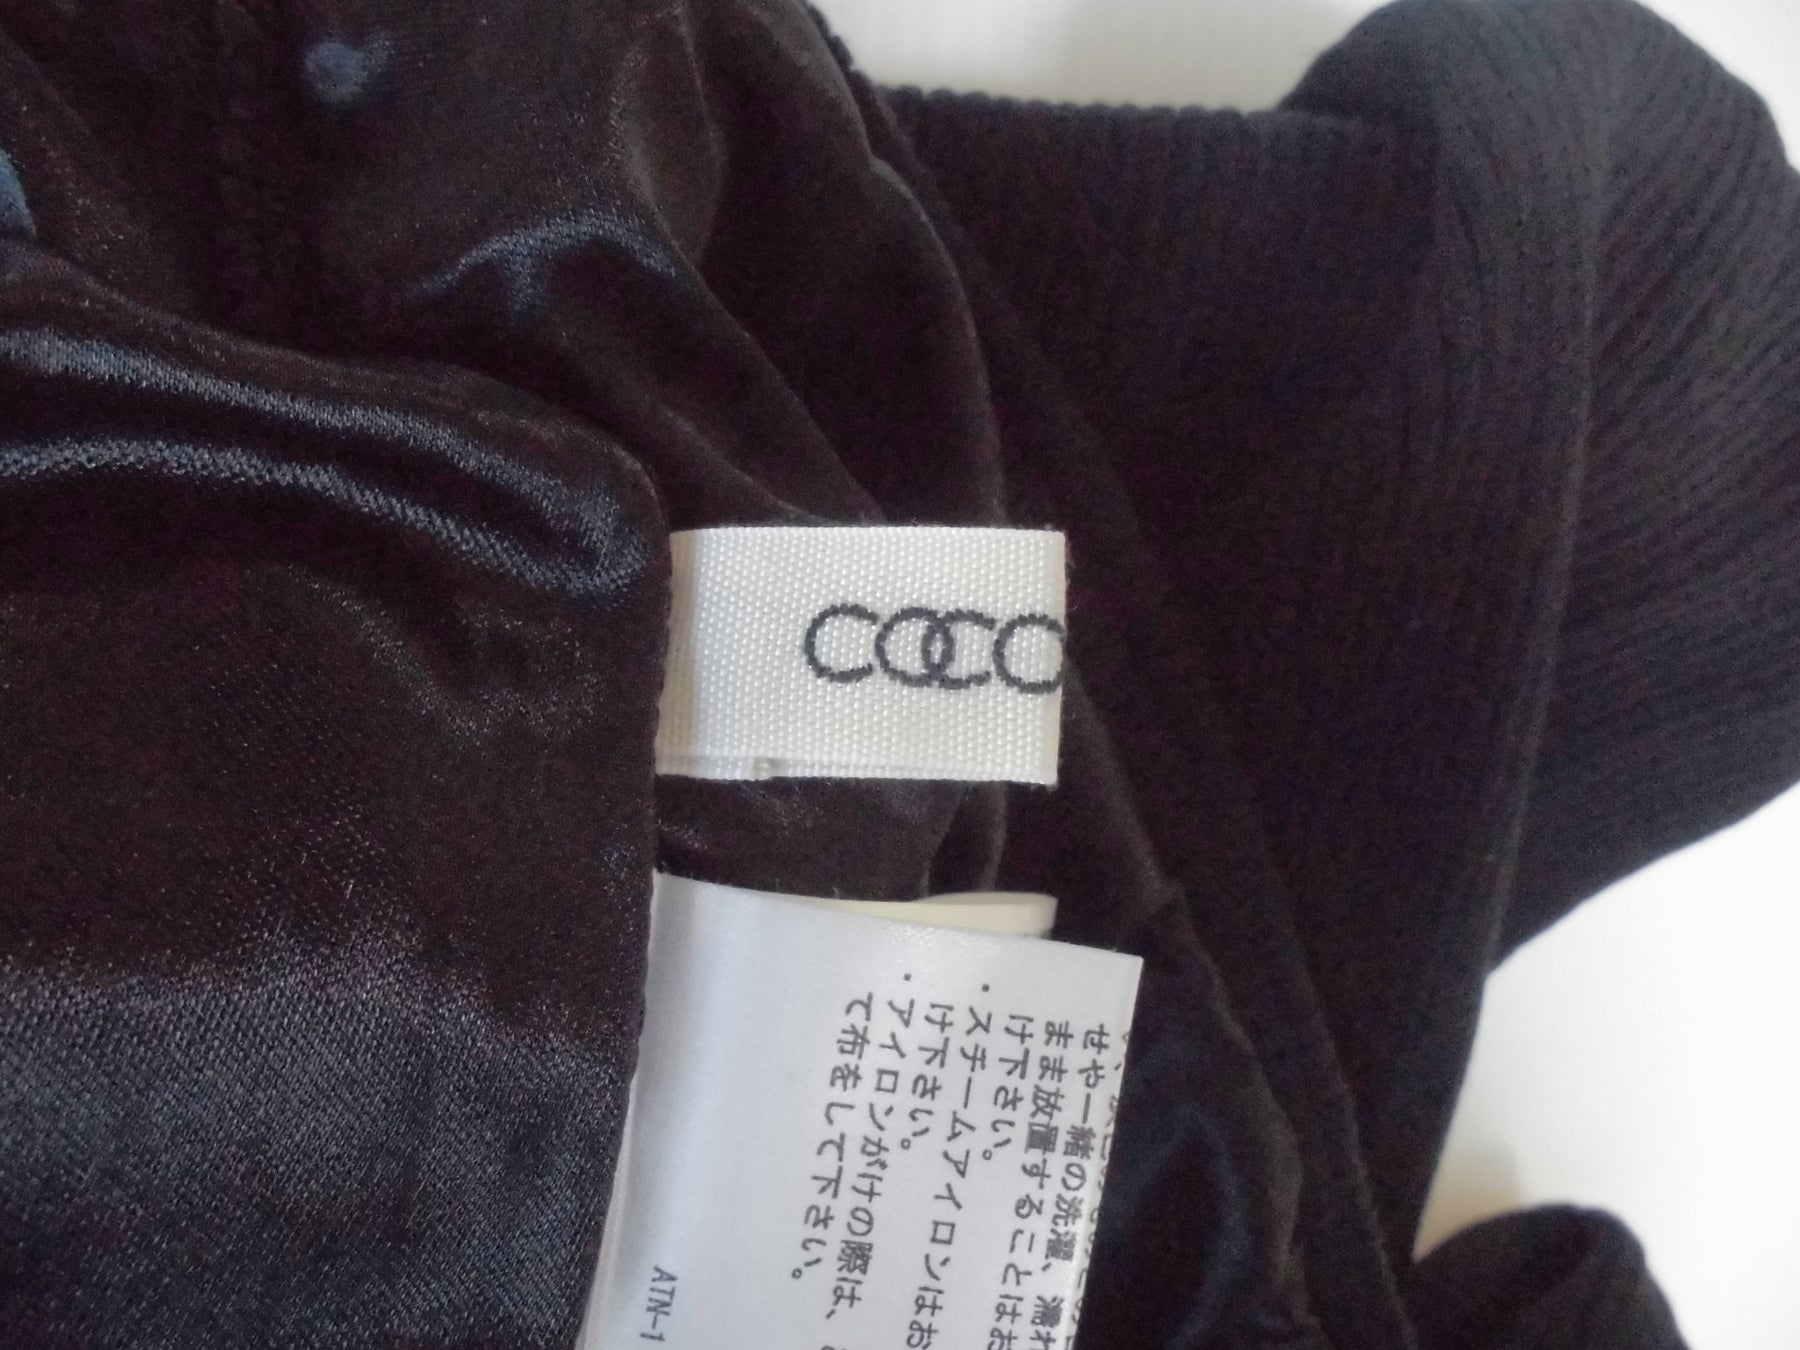 COCO
せや一緒の洗濯、濡れ
まま放置することはお
け下さい。
・スチームアイロンはお
け下さい。
・アイロンがけの際は、
て布をして下さい。
ATN-1